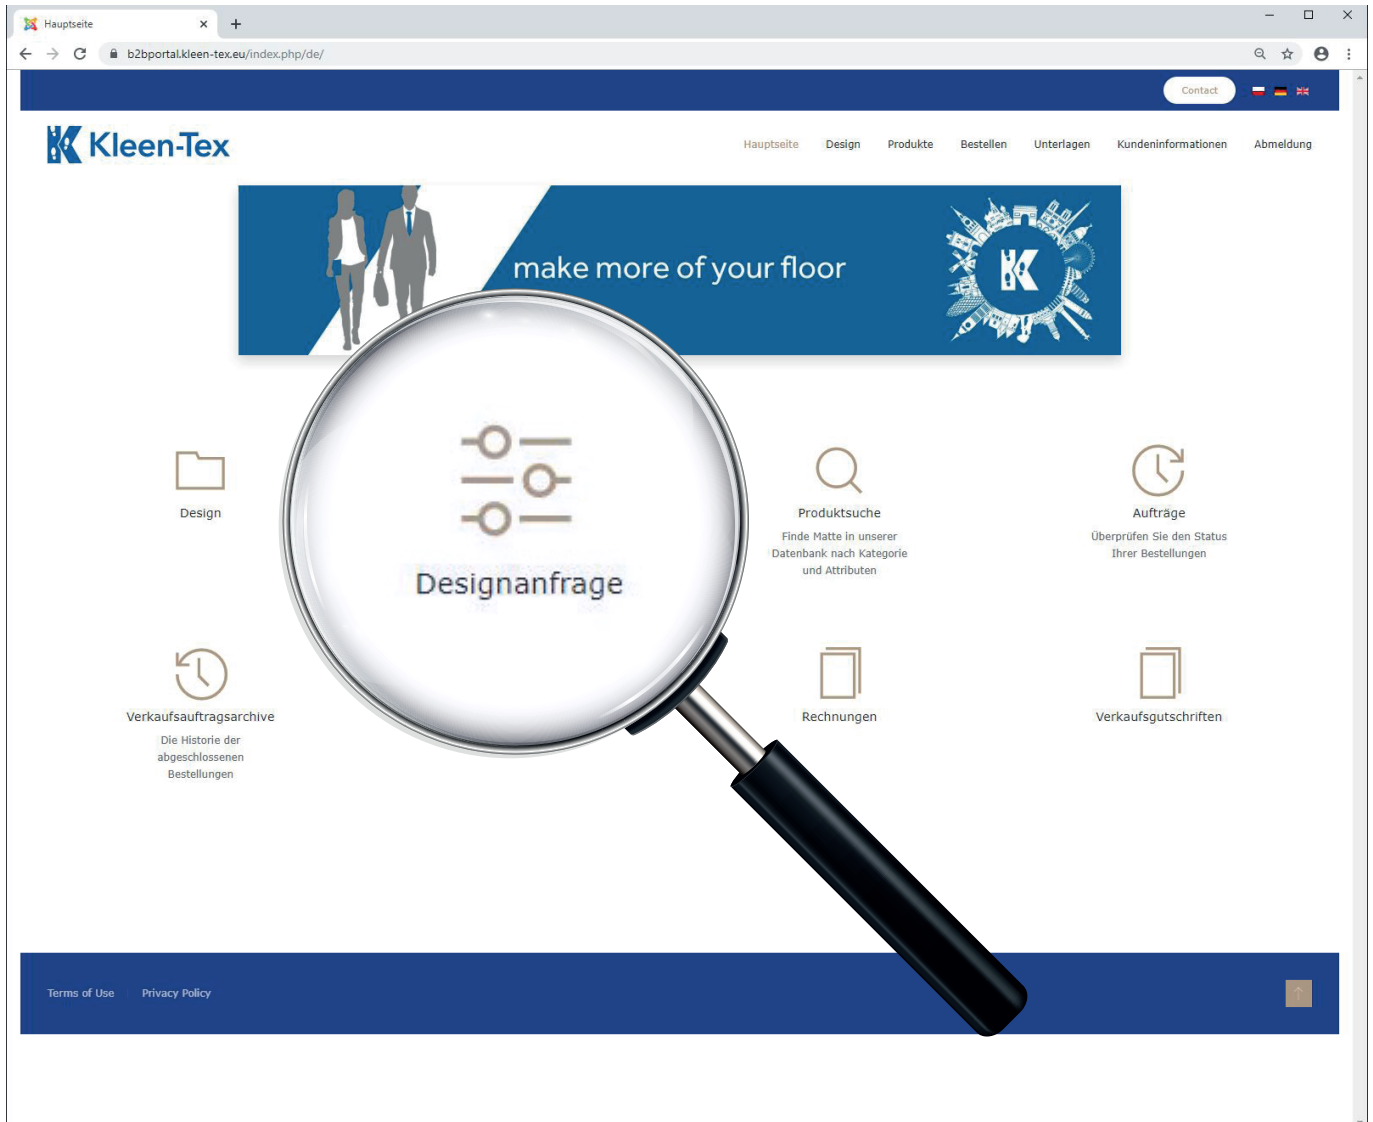 Hauptseite
b2bportal.kleen-tex.eu/index.php/de/
Contact
Kleen-Tex
Hauptseite Design Produkte Bestellen Unterlagen Kundeninformationen Abmeldung
make more of your floor
K
Design
Designanfrage
Produktsuche
Finde Matte in unserer
Datenbank nach Kategorie
und Attributen
Aufträge
Überprüfen Sie den Status
Ihrer Bestellungen
Verkaufsauftragsarchive
Die Historie der
abgeschlossenen
Bestellungen
Rechnungen
Verkaufsgutschriften
Terms of Use Privacy Policy